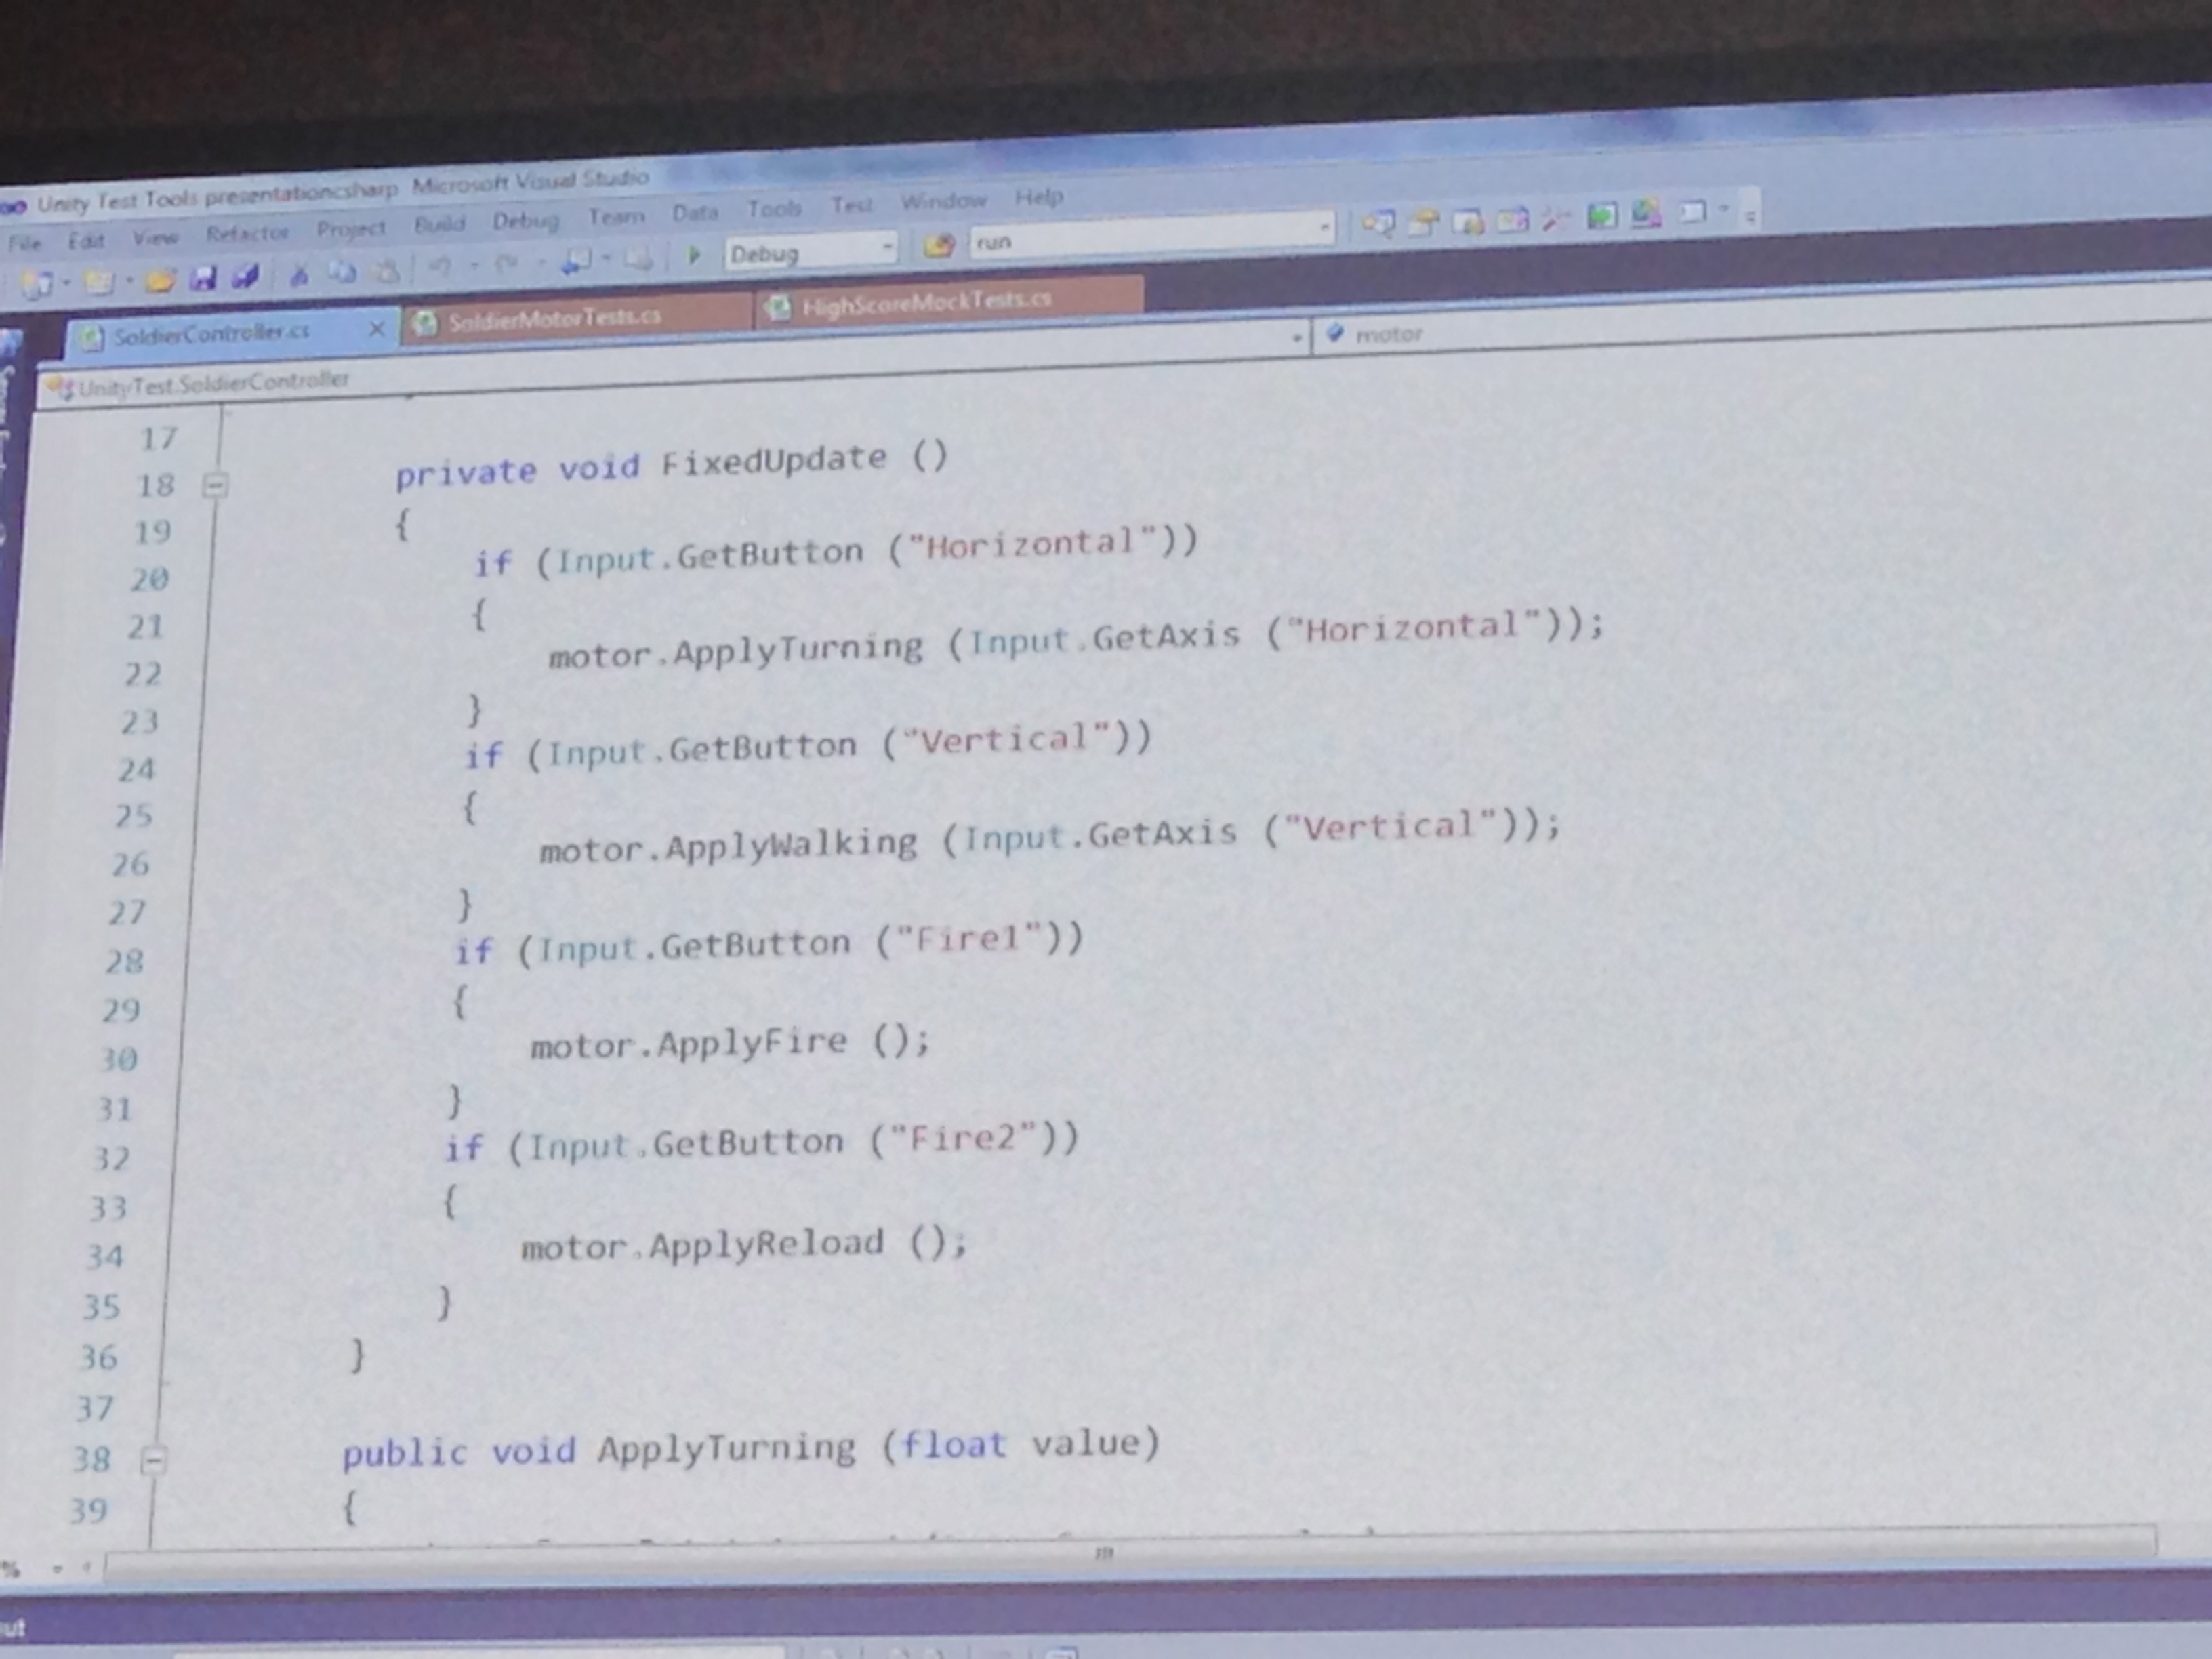 Unity Test Tools presentationcsharp Microsoft Visual Studio
File Edit View Refactor Project Build Debug Team Data Tools Test Window Help
Debug run
SoldierController.cs SoldierMotorTests.cs HighScoreMockTests.cs
UnityTest.SoldierController motor
17
18 private void FixedUpdate ()
19 {
20 if (Input.GetButton ("Horizontal"))
21 {
22 motor.ApplyTurning (Input.GetAxis ("Horizontal"));
23 }
24 if (Input.GetButton ("Vertical"))
25 {
26 motor.ApplyWalking (Input.GetAxis ("Vertical"));
27 }
28 if (Input.GetButton ("Fire1"))
29 {
30 motor.ApplyFire ();
31 }
32 if (Input.GetButton ("Fire2"))
33 {
34 motor.ApplyReload ();
35 }
36 }
37
38 public void ApplyTurning (float value)
39 {
%
ut